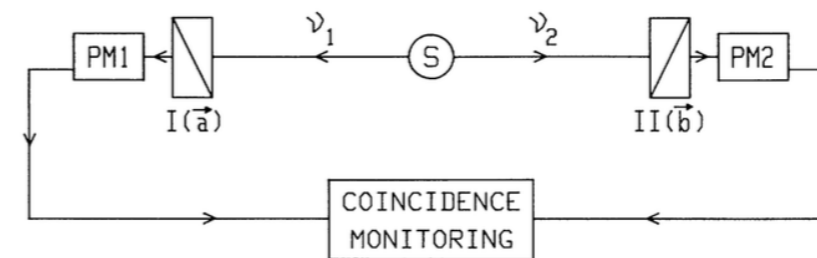 ν₁
ν₂
PM1
S
PM2
I(a⃗)
II(b⃗)
COINCIDENCE
MONITORING